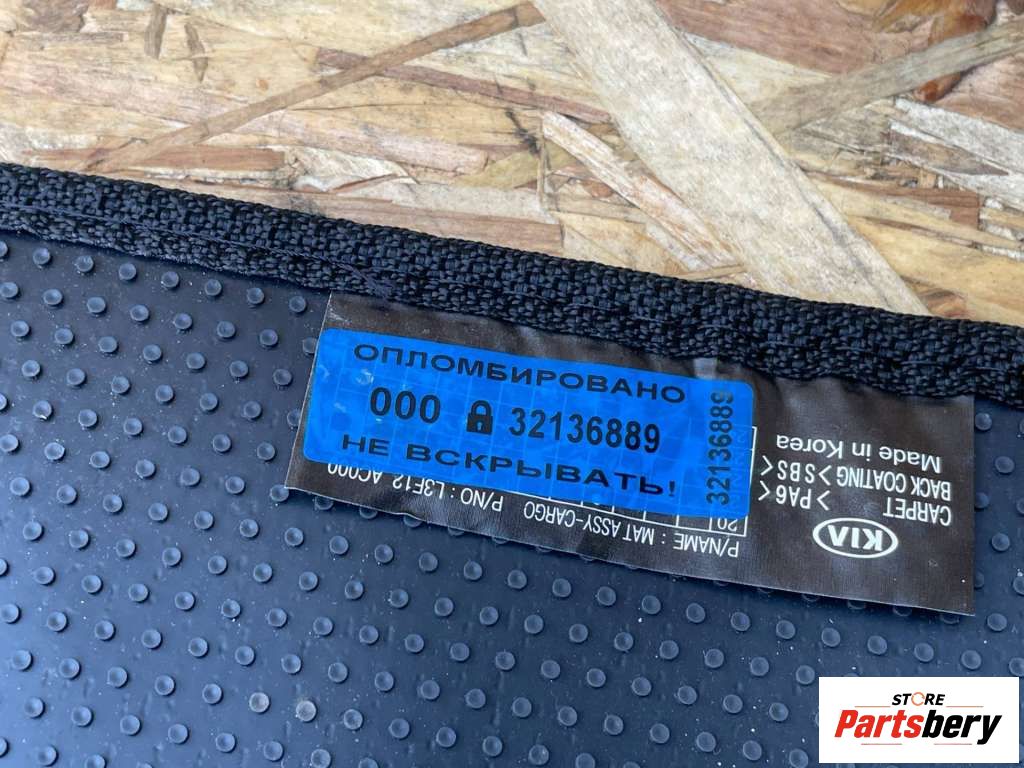 ОПЛОМБИРОВАНО
000 32136889
НЕ ВСКРЫВАТЬ!
32136889
KIA
CARPET >PA6<
BACK COATING >SBS<
Made in Korea
P/NAME : MAT ASSY-CARGO
P/NO : L3F12 AC000
20
STORE
Partsbery